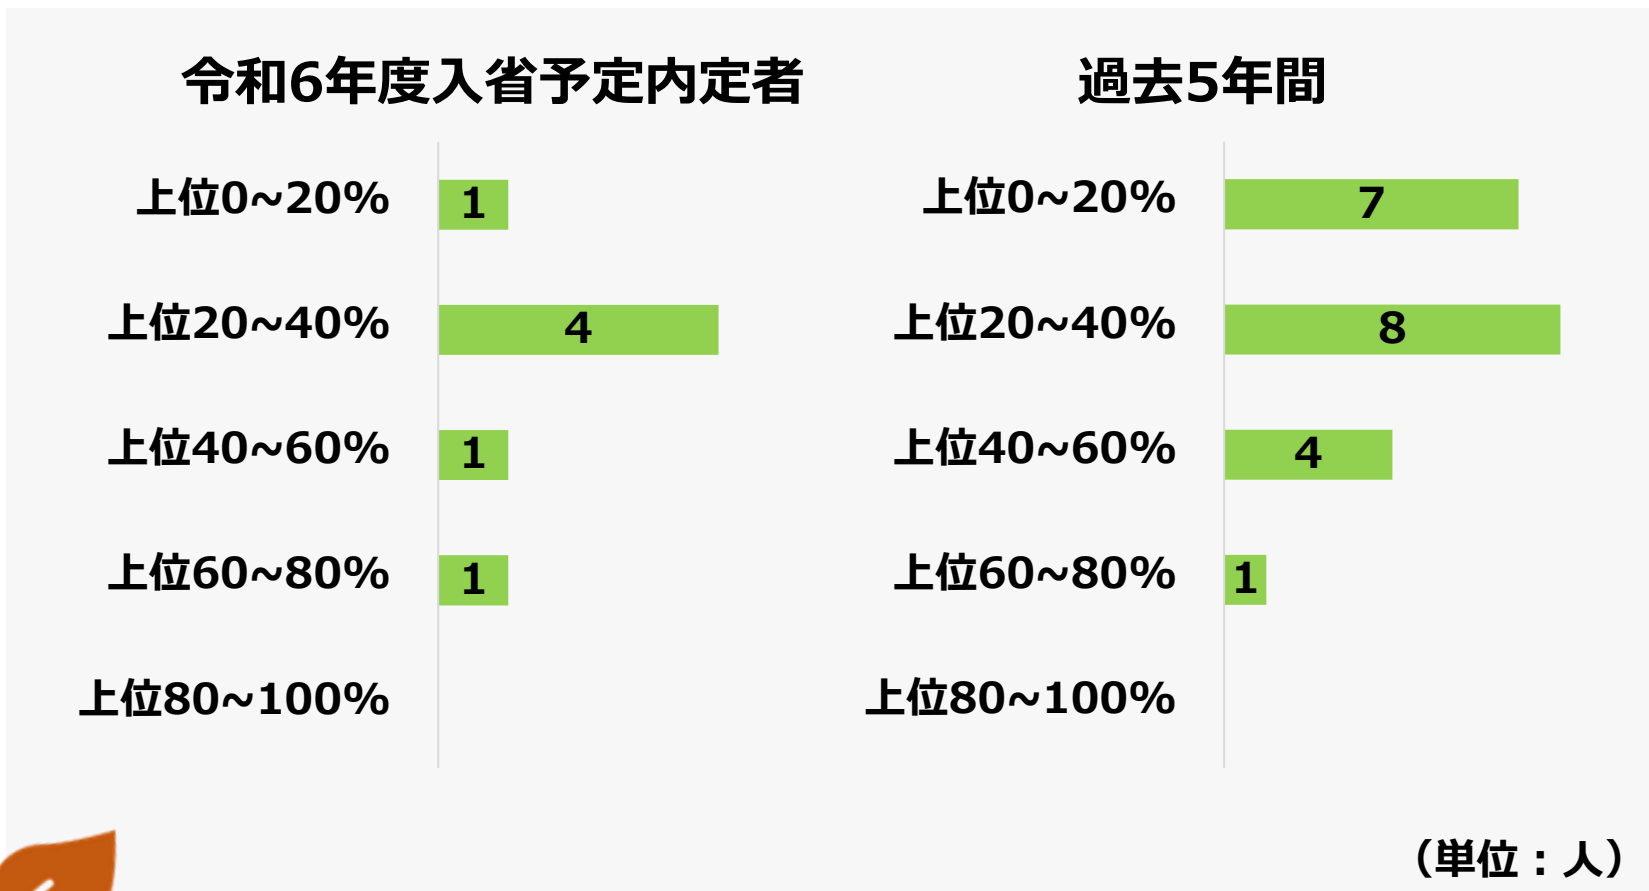 令和6年度入省予定内定者
上位0~20% 1
上位20~40% 4
上位40~60% 1
上位60~80% 1
上位80~100%
過去5年間
上位0~20% 7
上位20~40% 8
上位40~60% 4
上位60~80% 1
上位80~100%
（単位：人）